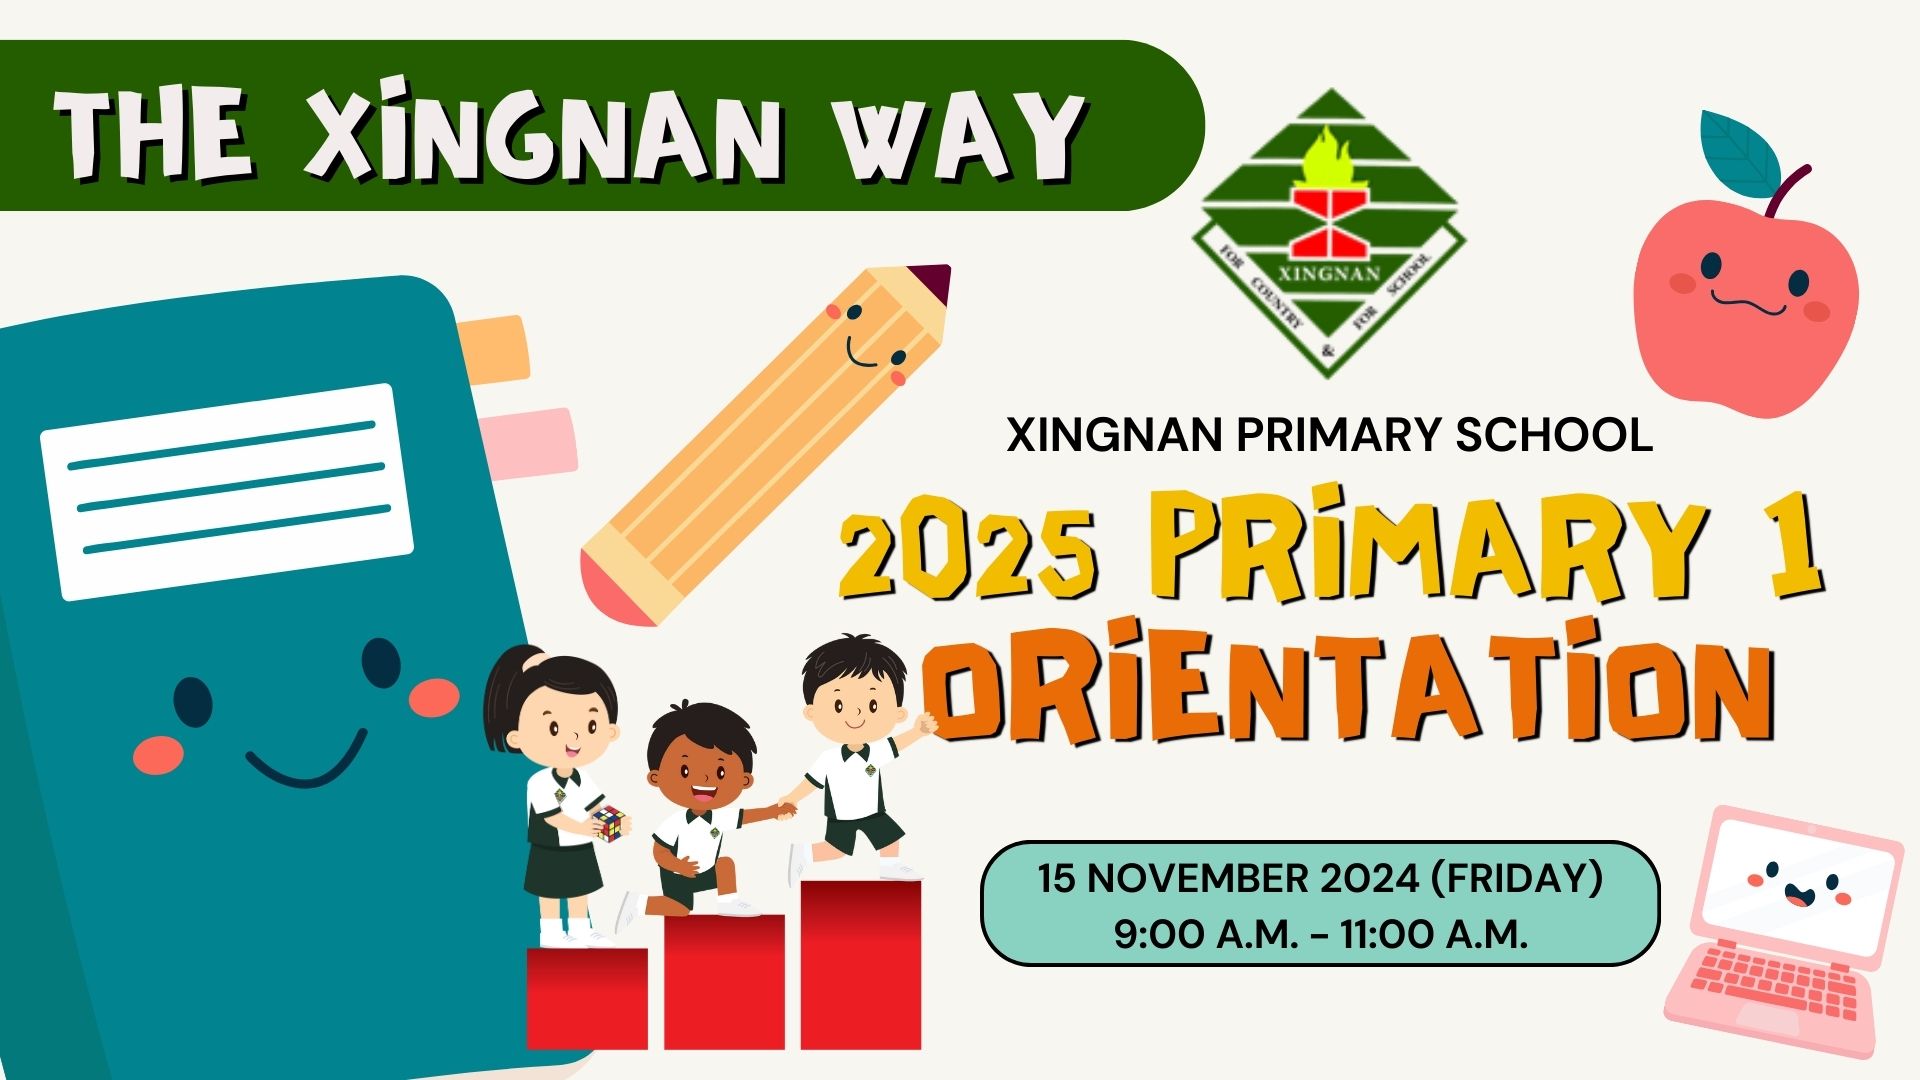 THE XINGNAN WAY
XINGNAN
FOR COUNTRY & FOR SCHOOL
XINGNAN PRIMARY SCHOOL
2025 PRIMARY 1
ORIENTATION
15 NOVEMBER 2024 (FRIDAY)
9:00 A.M. - 11:00 A.M.